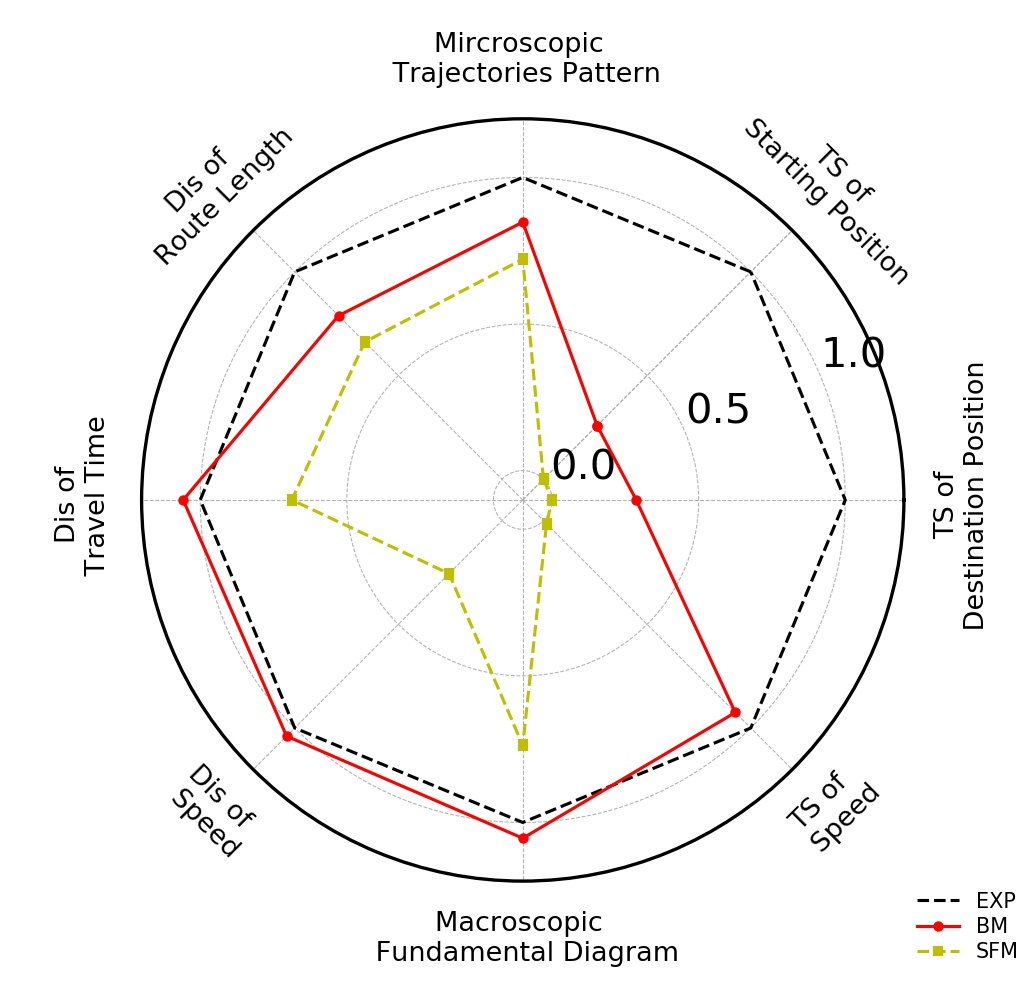 Mircroscopic
Trajectories Pattern
Dis of
Route Length
TS of
Starting Position
1.0
0.5
0.0
Dis of
Travel Time
TS of
Destination Position
Dis of
Speed
TS of
Speed
Macroscopic
Fundamental Diagram
EXP
BM
SFM